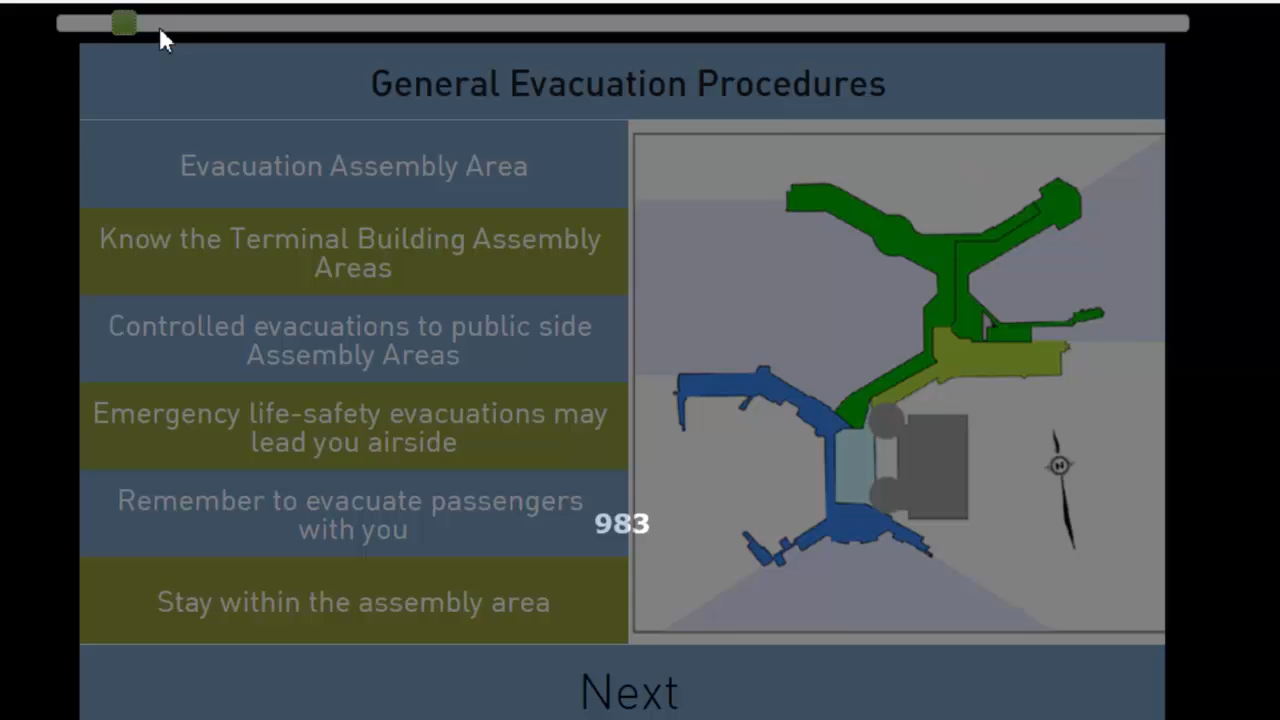 General Evacuation Procedures
Evacuation Assembly Area
Know the Terminal Building Assembly
Areas
Controlled evacuations to public side
Assembly Areas
Emergency life-safety evacuations may
lead you airside
Remember to evacuate passengers
with you
983
Stay within the assembly area
N
Next